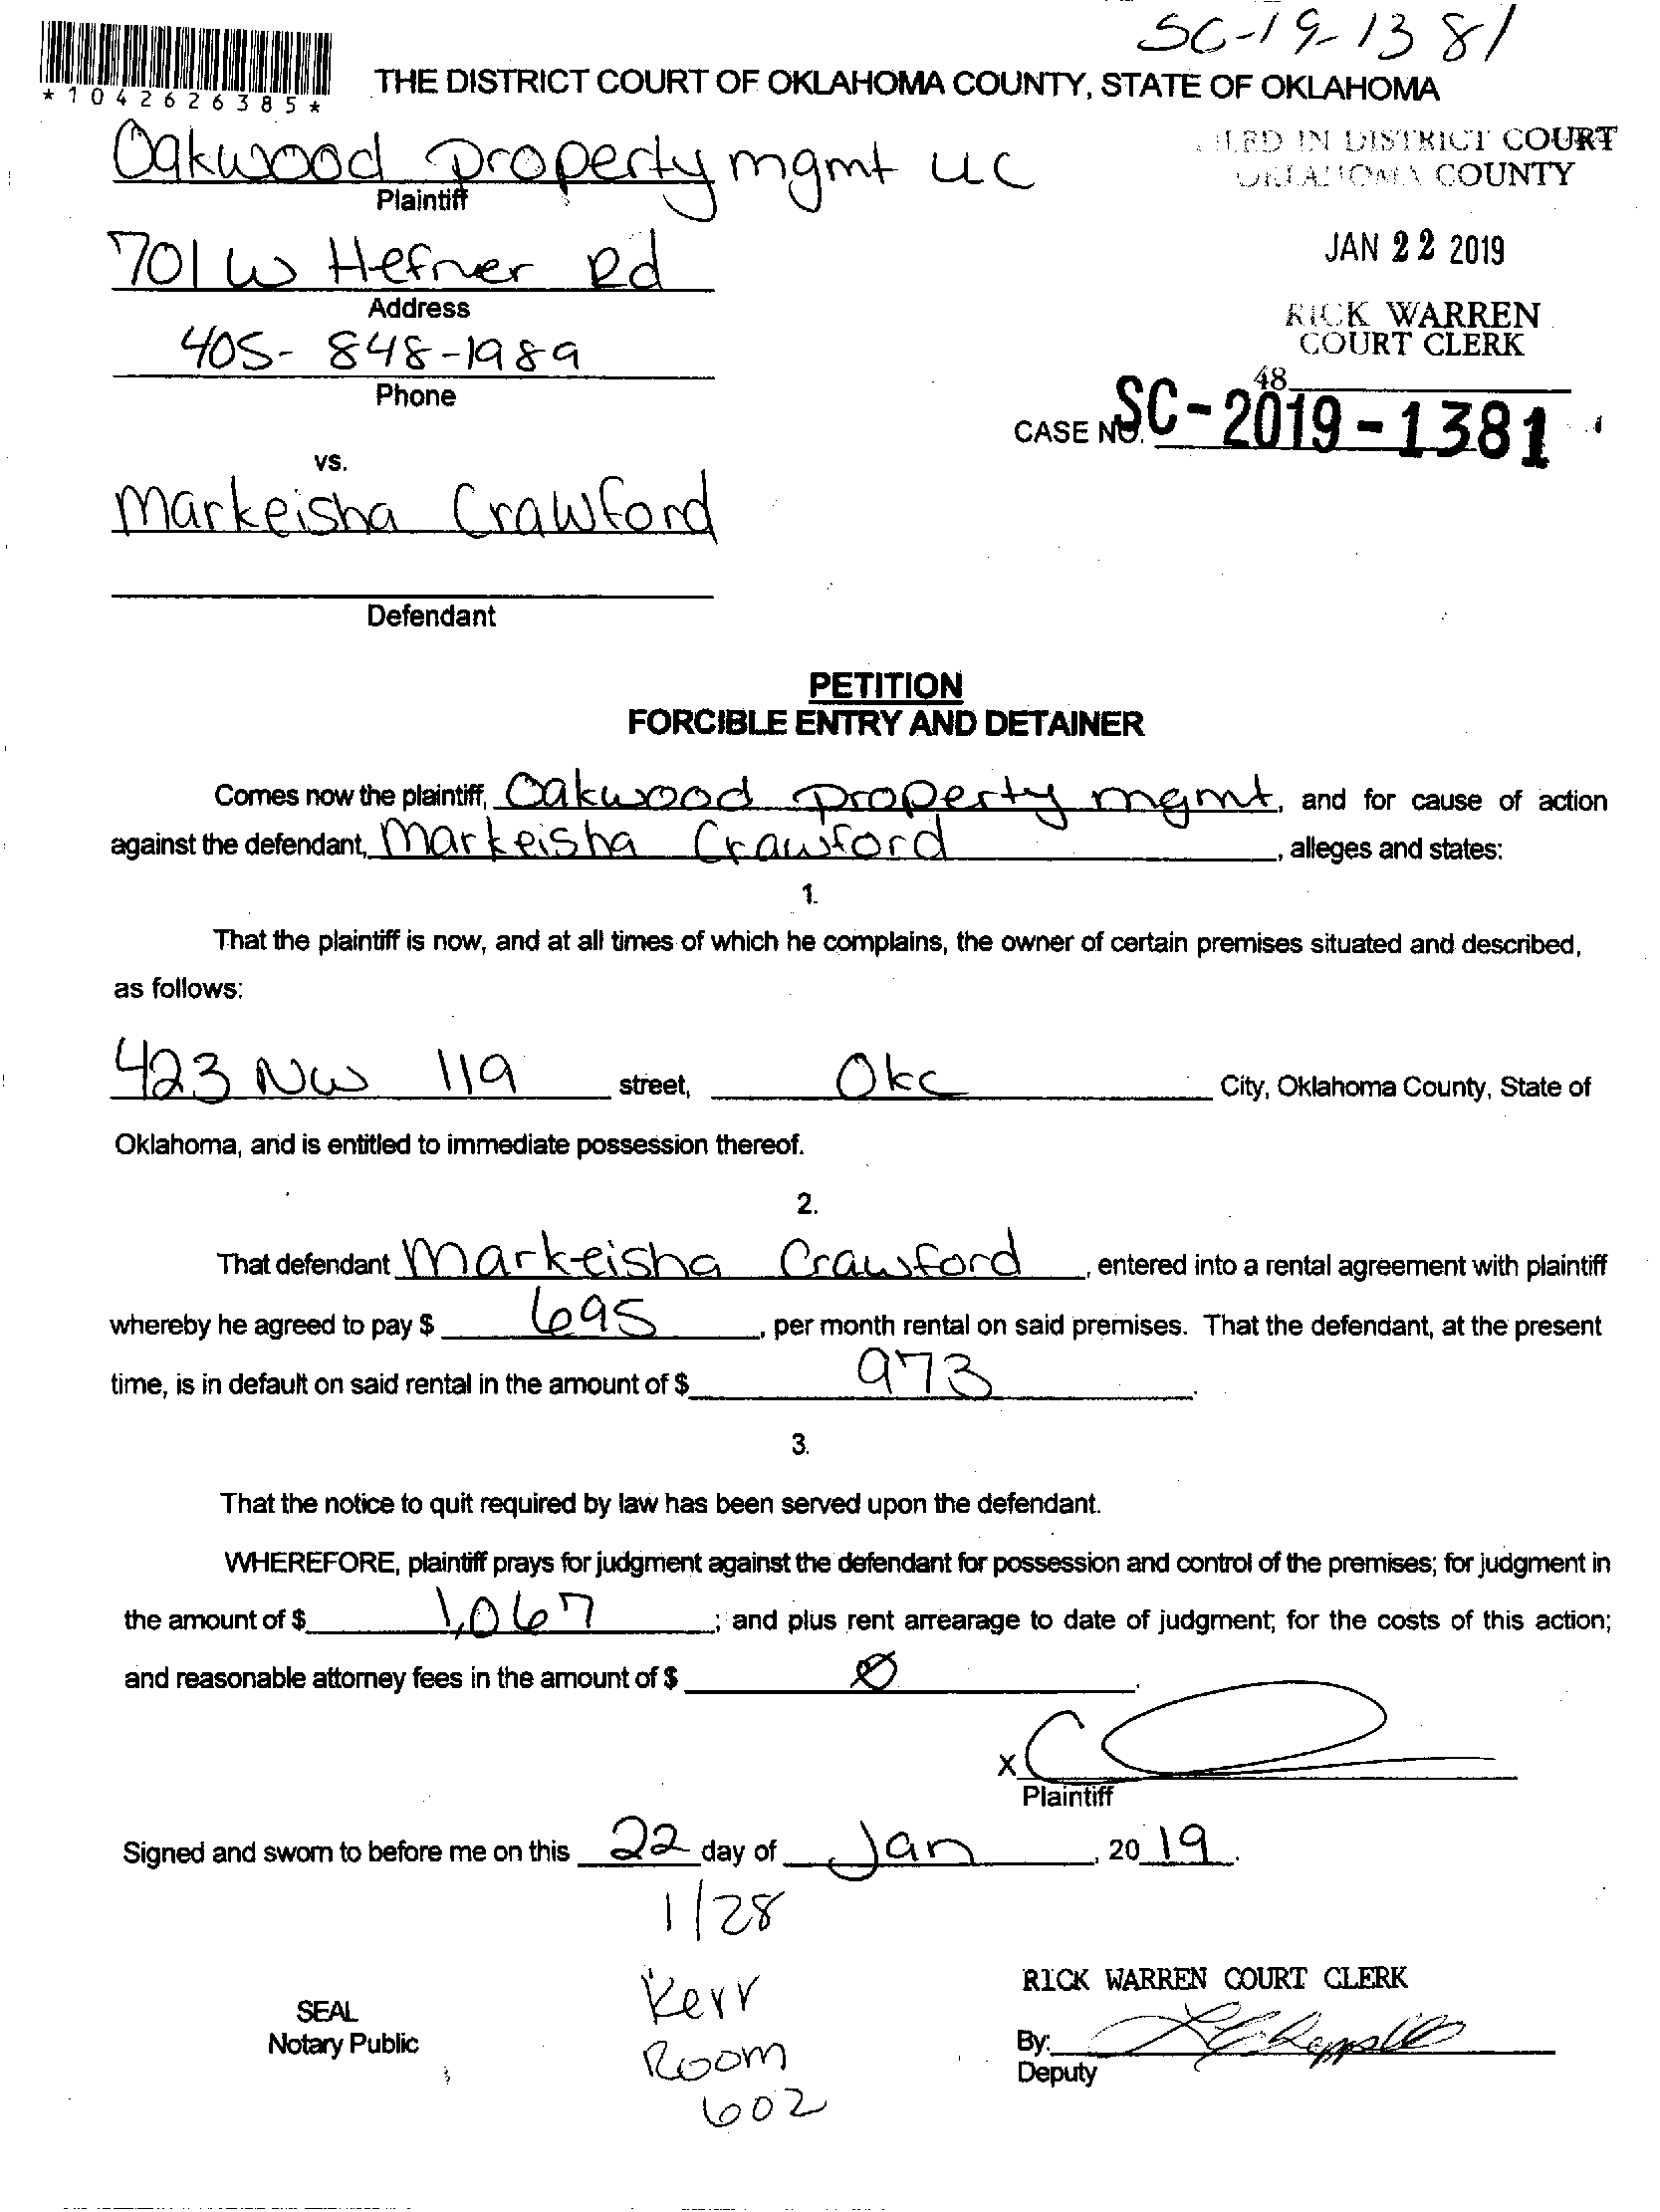 SC-19-1381
*1042626385*
THE DISTRICT COURT OF OKLAHOMA COUNTY, STATE OF OKLAHOMA
Oakwood Property mgmt LLC
Plaintiff
FILED IN DISTRICT COURT
OKLAHOMA COUNTY
701 W Hefner Rd
Address
JAN 22 2019
405-848-1989
Phone
RICK WARREN
COURT CLERK
48
CASE NO. SC-2019-1381
vs.
Markeisha Crawford
Defendant
PETITION
FORCIBLE ENTRY AND DETAINER
Comes now the plaintiff, Oakwood Property mgmt, and for cause of action
against the defendant, Markeisha Crawford, alleges and states:
1.
That the plaintiff is now, and at all times of which he complains, the owner of certain premises situated and described,
as follows:
423 NW 119 street, Okc City, Oklahoma County, State of
Oklahoma, and is entitled to immediate possession thereof.
2.
That defendant Markeisha Crawford, entered into a rental agreement with plaintiff
whereby he agreed to pay $ 695, per month rental on said premises. That the defendant, at the present
time, is in default on said rental in the amount of $ 973.
3.
That the notice to quit required by law has been served upon the defendant.
WHEREFORE, plaintiff prays for judgment against the defendant for possession and control of the premises; for judgment in
the amount of $ 1,067; and plus rent arrearage to date of judgment; for the costs of this action;
and reasonable attorney fees in the amount of $ 0.
x
Plaintiff
Signed and sworn to before me on this 22 day of Jan, 2019.
1/28
Kerr
Room
602
SEAL
Notary Public
RICK WARREN COURT CLERK
By:
Deputy